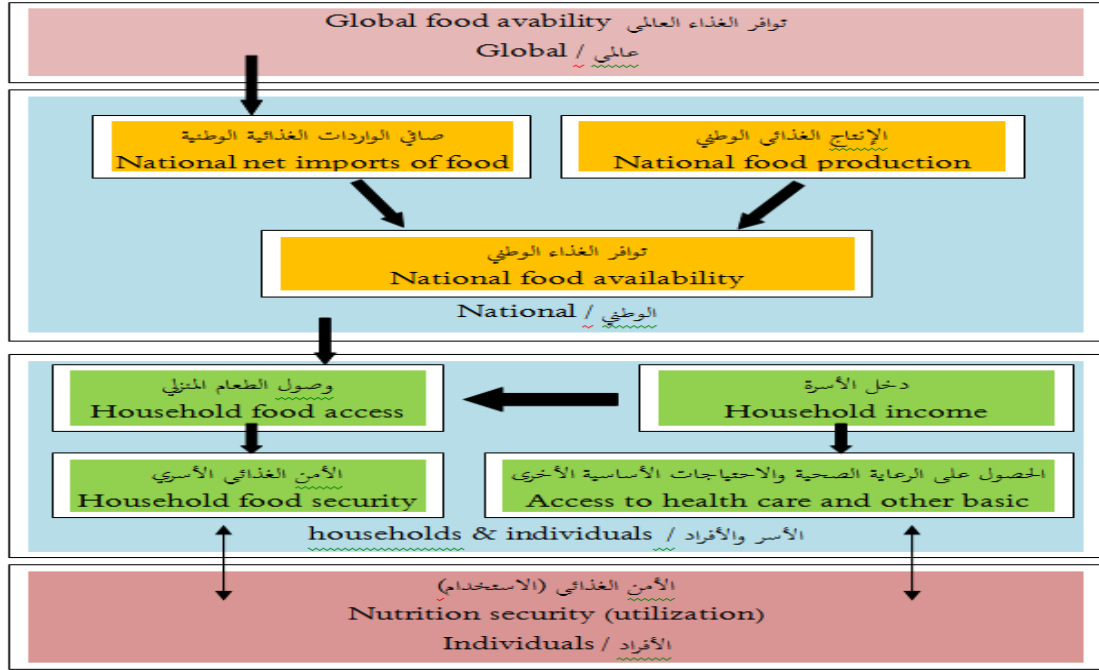 Global food avability توافر الغذاء العالمي
Global / عالمي
صافي الواردات الغذائية الوطنية
National net imports of food
الإنتاج الغذائي الوطني
National food production
توافر الغذاء الوطني
National food availability
National / الوطني
وصول الطعام المنزلي
Household food access
دخل الأسرة
Household income
الأمن الغذائي الأسري
Household food security
الحصول على الرعاية الصحية والاحتياجات الأساسية الأخرى
Access to health care and other basic
households & individuals / الأسر والأفراد
الأمن الغذائي (الاستخدام)
Nutrition security (utilization)
Individuals / الأفراد